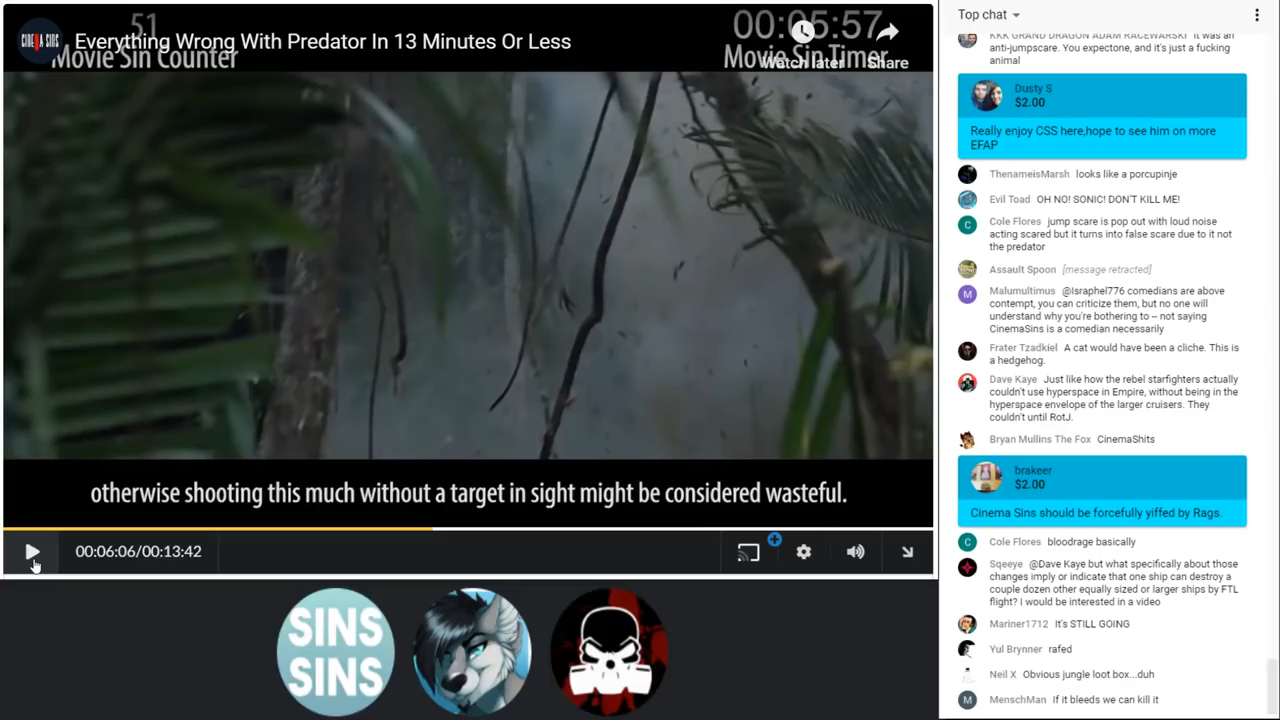 51
00:05:57
CINEMA SINS
Everything Wrong With Predator In 13 Minutes Or Less
Movie Sin Counter
Movie Sin Timer
Watch later
Share
otherwise shooting this much without a target in sight might be considered wasteful.
00:06:06/00:13:42
SINS
SINS
Top chat
KKK GRAND DRAGON ADAM RACEWARSKI It was an
anti-jumpscare. You expectone, and it's just a fucking
animal
Dusty S
$2.00
Really enjoy CSS here,hope to see him on more
EFAP
ThenameisMarsh looks like a porcupinje
Evil Toad OH NO! SONIC! DON'T KILL ME!
C
Cole Flores jump scare is pop out with loud noise
acting scared but it turns into false scare due to it not
the predator
Assault Spoon [message retracted]
M
Malumultimus @Israphel776 comedians are above
contempt, you can criticize them, but no one will
understand why you're bothering to – not saying
CinemaSins is a comedian necessarily
Frater Tzadkiel A cat would have been a cliche. This is
a hedgehog.
Dave Kaye Just like how the rebel starfighters actually
couldn't use hyperspace in Empire, without being in the
hyperspace envelope of the larger cruisers. They
couldn't until RotJ.
Bryan Mullins The Fox CinemaShits
brakeer
$2.00
Cinema Sins should be forcefully yiffed by Rags.
C
Cole Flores bloodrage basically
Sqeeye @Dave Kaye but what specifically about those
changes imply or indicate that one ship can destroy a
couple dozen other equally sized or larger ships by FTL
flight? I would be interested in a video
Mariner1712 It's STILL GOING
Yul Brynner rafed
Neil X Obvious jungle loot box...duh
M
MenschMan If it bleeds we can kill it